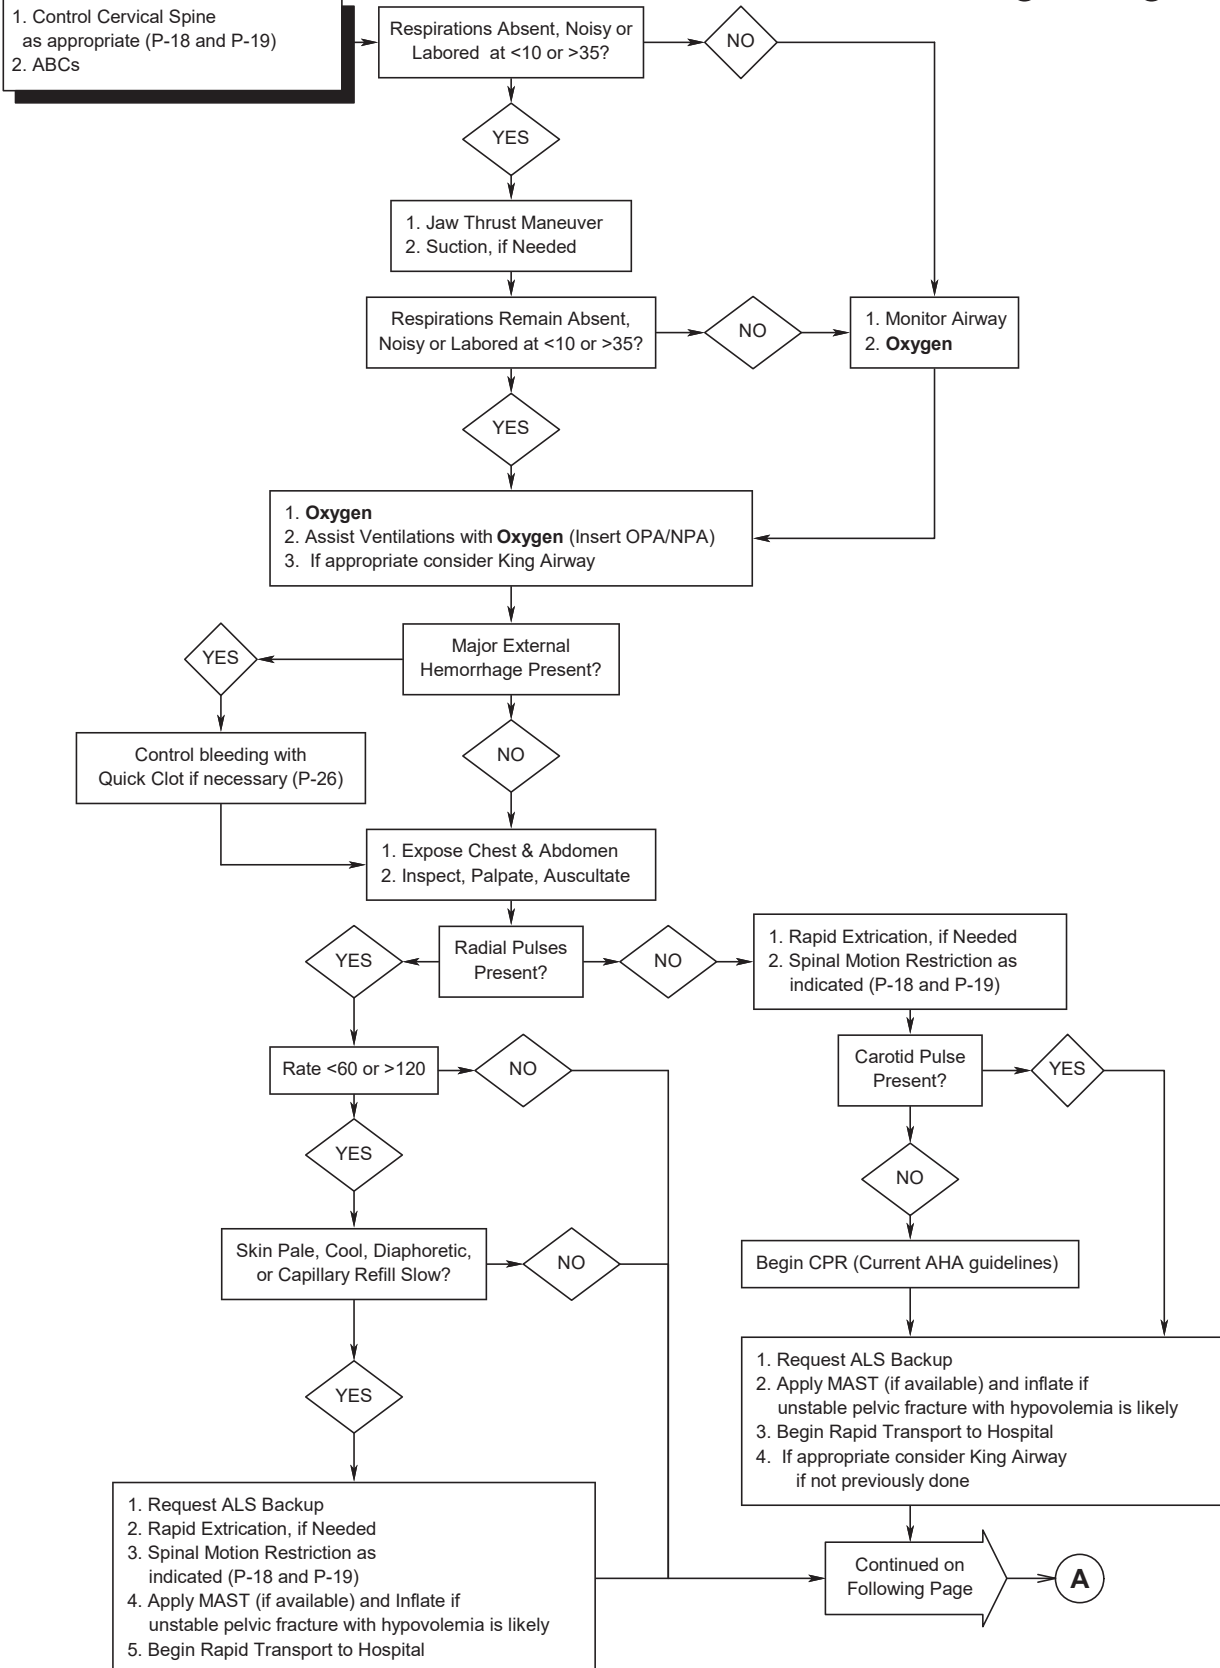 1. Control Cervical Spine
as appropriate (P-18 and P-19)
2. ABCs
Respirations Absent, Noisy or
Labored at <10 or >35?
NO
YES
1. Jaw Thrust Maneuver
2. Suction, if Needed
Respirations Remain Absent,
Noisy or Labored at <10 or >35?
NO
1. Monitor Airway
2. Oxygen
YES
1. Oxygen
2. Assist Ventilations with Oxygen (Insert OPA/NPA)
3. If appropriate consider King Airway
Major External
Hemorrhage Present?
YES
NO
Control bleeding with
Quick Clot if necessary (P-26)
1. Expose Chest & Abdomen
2. Inspect, Palpate, Auscultate
Radial Pulses
Present?
YES
NO
1. Rapid Extrication, if Needed
2. Spinal Motion Restriction as
indicated (P-18 and P-19)
Rate <60 or >120
NO
Carotid Pulse
Present?
YES
YES
NO
Skin Pale, Cool, Diaphoretic,
or Capillary Refill Slow?
NO
Begin CPR (Current AHA guidelines)
YES
1. Request ALS Backup
2. Apply MAST (if available) and inflate if
unstable pelvic fracture with hypovolemia is likely
3. Begin Rapid Transport to Hospital
4. If appropriate consider King Airway
if not previously done
1. Request ALS Backup
2. Rapid Extrication, if Needed
3. Spinal Motion Restriction as
indicated (P-18 and P-19)
4. Apply MAST (if available) and Inflate if
unstable pelvic fracture with hypovolemia is likely
5. Begin Rapid Transport to Hospital
Continued on
Following Page
A